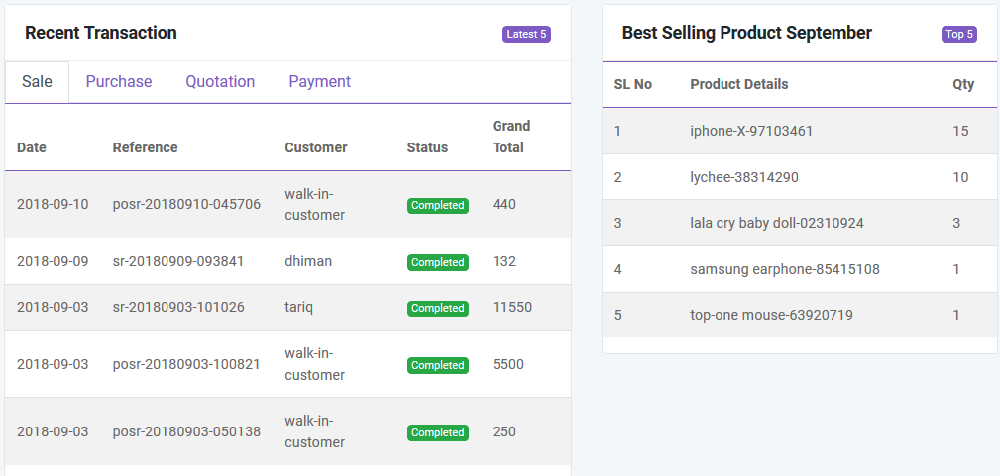 Recent Transaction Latest 5
Sale Purchase Quotation Payment
Date Reference Customer Status Grand Total
2018-09-10 posr-20180910-045706 walk-in-customer Completed 440
2018-09-09 sr-20180909-093841 dhiman Completed 132
2018-09-03 sr-20180903-101026 tariq Completed 11550
2018-09-03 posr-20180903-100821 walk-in-customer Completed 5500
2018-09-03 posr-20180903-050138 walk-in-customer Completed 250
Best Selling Product September Top 5
SL No Product Details Qty
1 iphone-X-97103461 15
2 lychee-38314290 10
3 lala cry baby doll-02310924 3
4 samsung earphone-85415108 1
5 top-one mouse-63920719 1